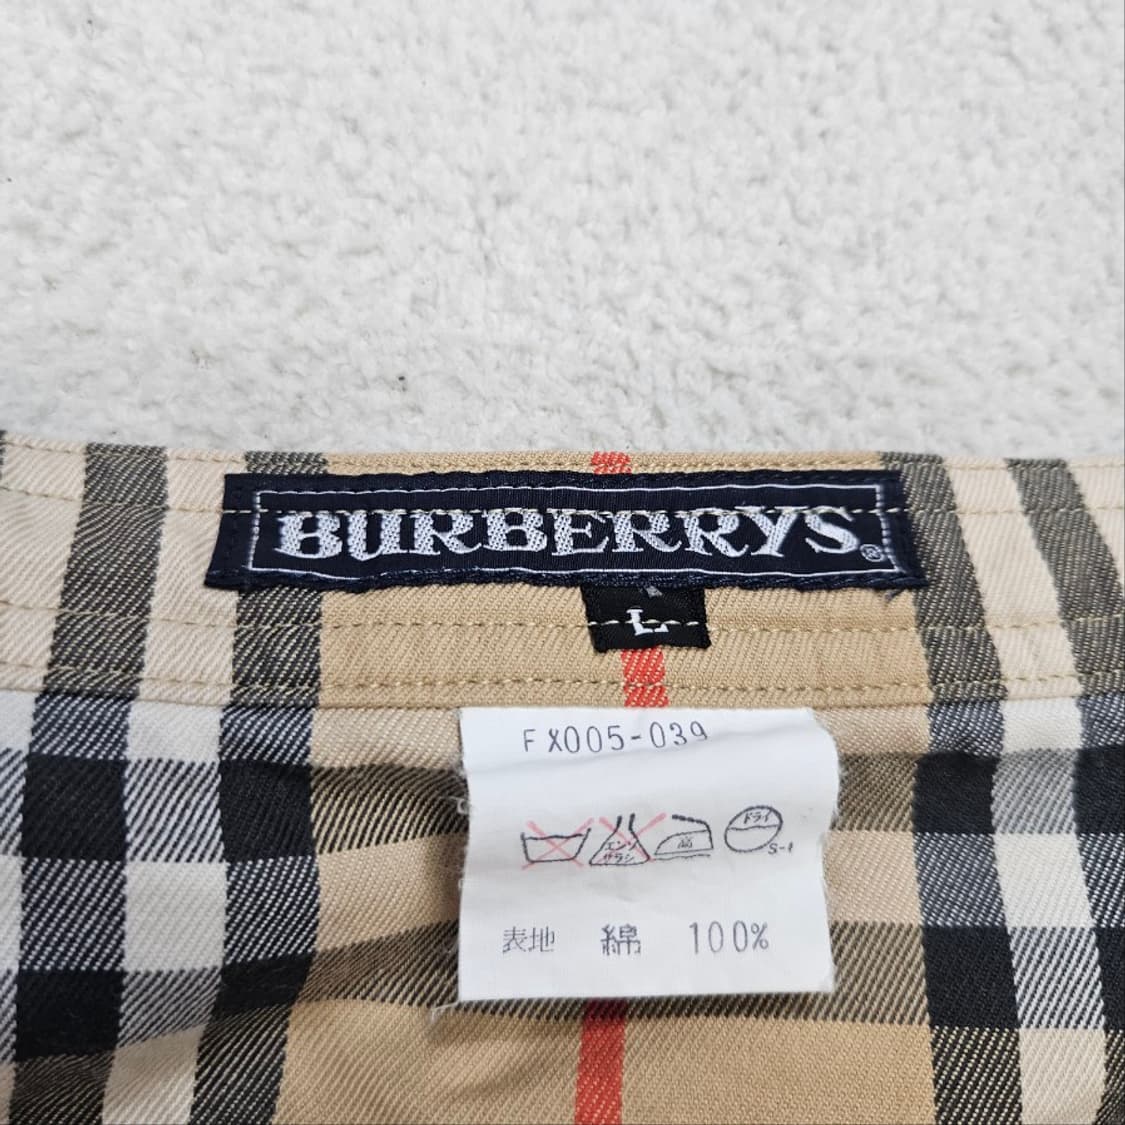 BURBERRYS®
L
FX005-039
エンソ
サラシ
高
ドライ
S-1
表地 綿 100%